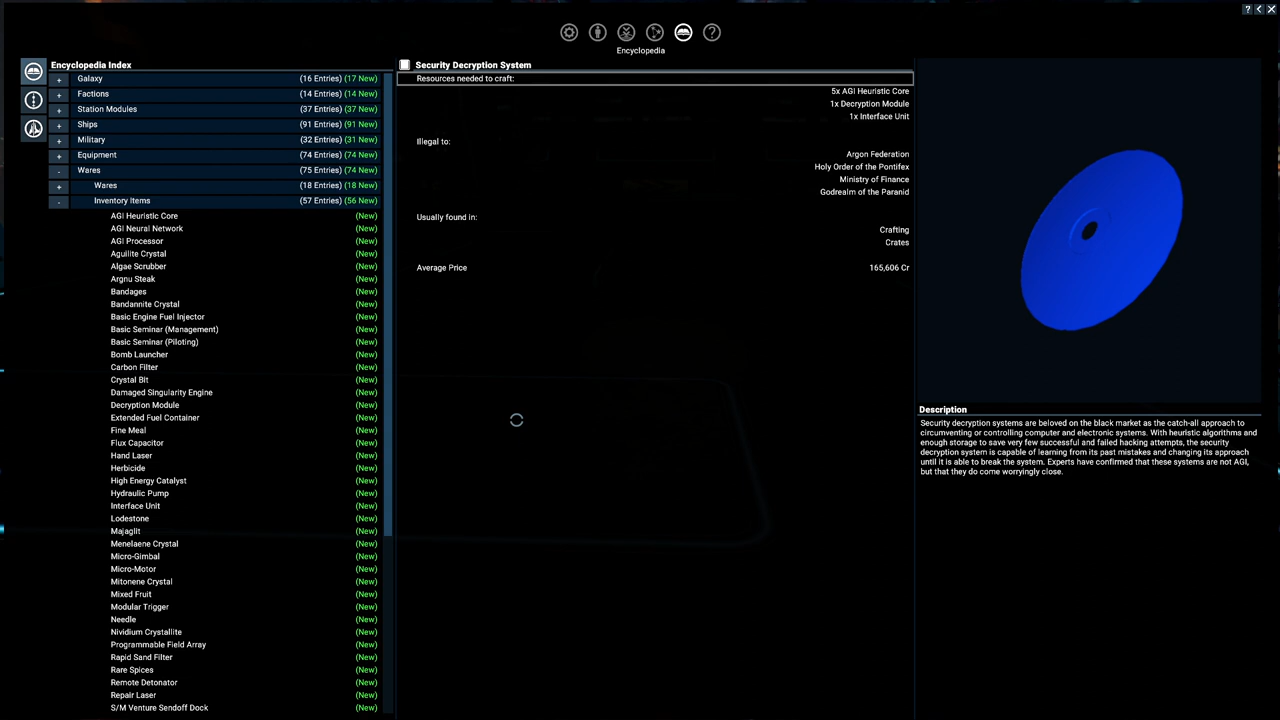 Encyclopedia
Encyclopedia Index
+ Galaxy (16 Entries) (17 New)
+ Factions (14 Entries) (14 New)
+ Station Modules (37 Entries) (37 New)
+ Ships (91 Entries) (91 New)
+ Military (32 Entries) (31 New)
+ Equipment (74 Entries) (74 New)
- Wares (75 Entries) (74 New)
+ Wares (18 Entries) (18 New)
- Inventory Items (57 Entries) (56 New)
AGI Heuristic Core (New)
AGI Neural Network (New)
AGI Processor (New)
Aguilite Crystal (New)
Algae Scrubber (New)
Argnu Steak (New)
Bandages (New)
Bandannite Crystal (New)
Basic Engine Fuel Injector (New)
Basic Seminar (Management) (New)
Basic Seminar (Piloting) (New)
Bomb Launcher (New)
Carbon Filter (New)
Crystal Bit (New)
Damaged Singularity Engine (New)
Decryption Module (New)
Extended Fuel Container (New)
Fine Meal (New)
Flux Capacitor (New)
Hand Laser (New)
Herbicide (New)
High Energy Catalyst (New)
Hydraulic Pump (New)
Interface Unit (New)
Lodestone (New)
Majaglit (New)
Menelaene Crystal (New)
Micro-Gimbal (New)
Micro-Motor (New)
Mitonene Crystal (New)
Mixed Fruit (New)
Modular Trigger (New)
Needle (New)
Nividium Crystallite (New)
Programmable Field Array (New)
Rapid Sand Filter (New)
Rare Spices (New)
Remote Detonator (New)
Repair Laser (New)
S/M Venture Sendoff Dock (New)
Security Decryption System
Resources needed to craft:
5x AGI Heuristic Core
1x Decryption Module
1x Interface Unit
Illegal to:
Argon Federation
Holy Order of the Pontifex
Ministry of Finance
Godrealm of the Paranid
Usually found in:
Crafting
Crates
Average Price 165,606 Cr
Description
Security decryption systems are beloved on the black market as the catch-all approach to
circumventing or controlling computer and electronic systems. With heuristic algorithms and
enough storage to save very few successful and failed hacking attempts, the security
decryption system is capable of learning from its past mistakes and changing its approach
until it is able to break the system. Experts have confirmed that these systems are not AGI,
but that they do come worryingly close.